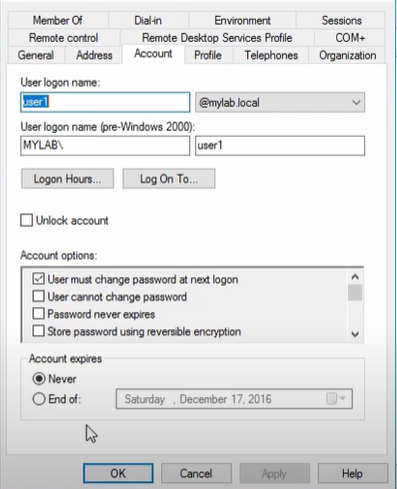 Member Of Dial-in Environment Sessions
Remote control Remote Desktop Services Profile COM+
General Address Account Profile Telephones Organization
User logon name:
user1 @mylab.local
User logon name (pre-Windows 2000):
MYLAB\ user1
Logon Hours... Log On To...
Unlock account
Account options:
User must change password at next logon
User cannot change password
Password never expires
Store password using reversible encryption
Account expires
Never
End of: Saturday , December 17, 2016
OK Cancel Apply Help